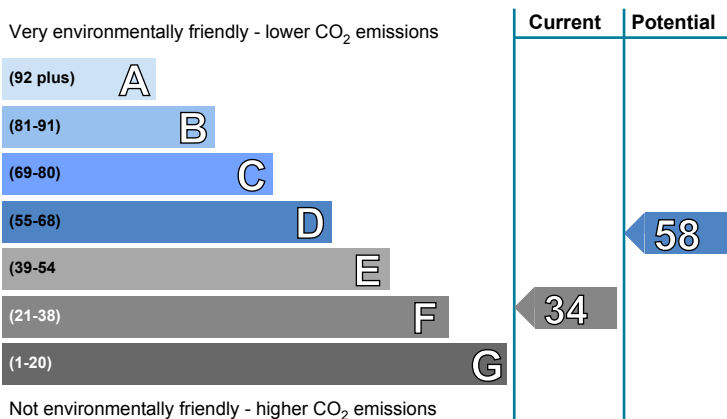 Very environmentally friendly - lower CO₂ emissions
Current
Potential
(92 plus) A
(81-91) B
(69-80) C
(55-68) D
58
(39-54 E
(21-38) F
34
(1-20) G
Not environmentally friendly - higher CO₂ emissions